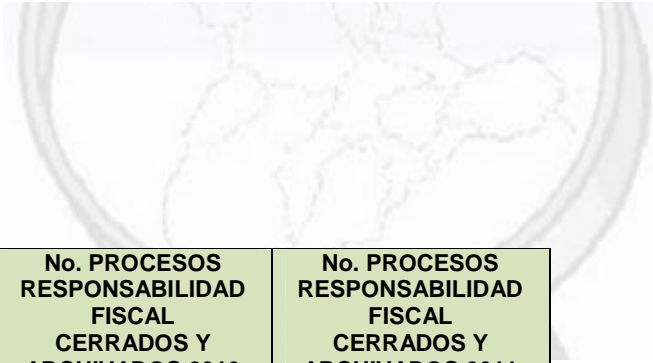 No. PROCESOS
RESPONSABILIDAD
FISCAL
CERRADOS Y
No. PROCESOS
RESPONSABILIDAD
FISCAL
CERRADOS Y